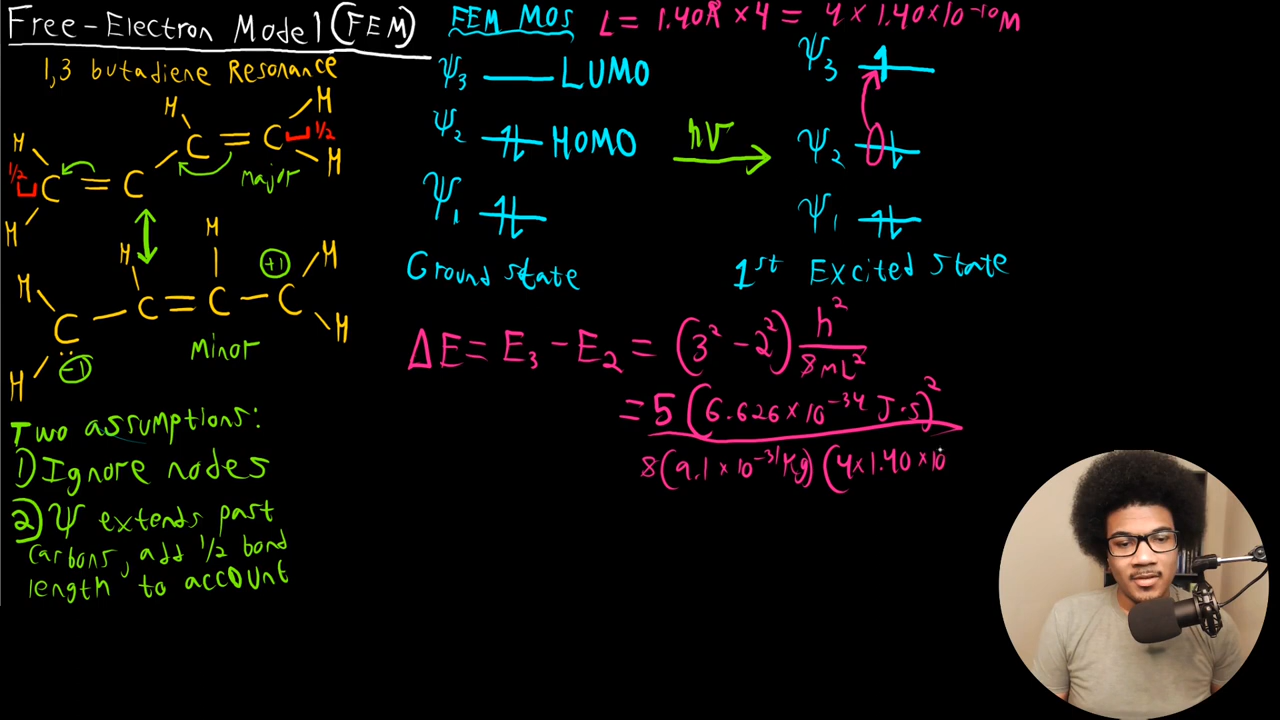 Free-Electron Model (FEM)
1,3 butadiene Resonance
H
H
C = C
1/2
H
major
H
1/2
C = C
H
H
H
H
H
C - C = C - C
+1
H
H
-1
Minor
Two assumptions:
1) Ignore nodes
2) Ψ extends past
carbons, add 1/2 bond
length to account
FEM MOs
L = 1.40Å × 4 = 4 × 1.40×10⁻¹⁰ M
Ψ₃ LUMO
Ψ₂ HOMO
Ψ₁
Ground state
hν
Ψ₃
Ψ₂
Ψ₁
1st Excited state
ΔE = E₃ - E₂ = (3² - 2²) h² / 8mL²
= 5 (6.626 × 10⁻³⁴ J·s)²
8 (9.1 × 10⁻³¹ kg) (4 × 1.40 × 10